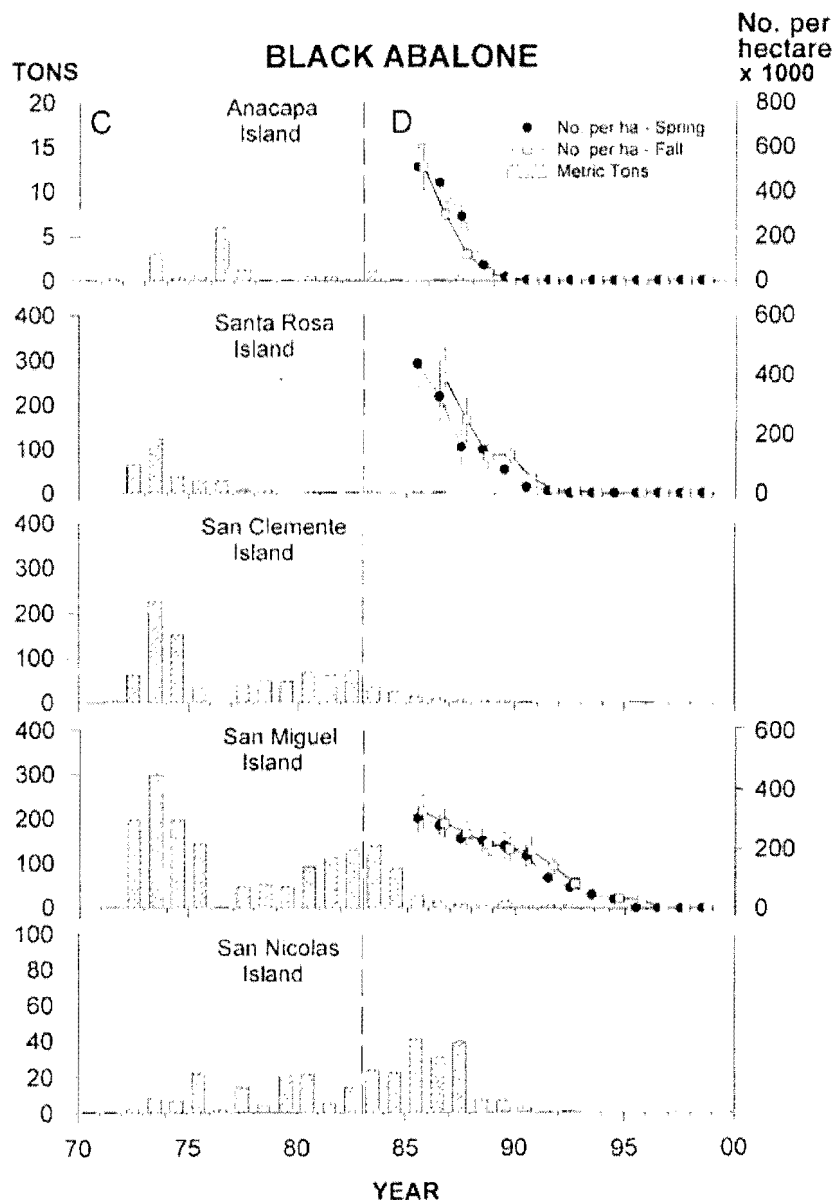 BLACK ABALONE
TONS
No. per
hectare
x 1000
C
D
Anacapa
Island
No. per ha - Spring
No. per ha - Fall
Metric Tons
20
15
10
5
0
800
600
400
200
0
Santa Rosa
Island
400
300
200
100
0
600
400
200
0
San Clemente
Island
400
300
200
100
0
San Miguel
Island
400
300
200
100
0
600
400
200
0
San Nicolas
Island
100
80
60
40
20
0
70 75 80 85 90 95 00
YEAR